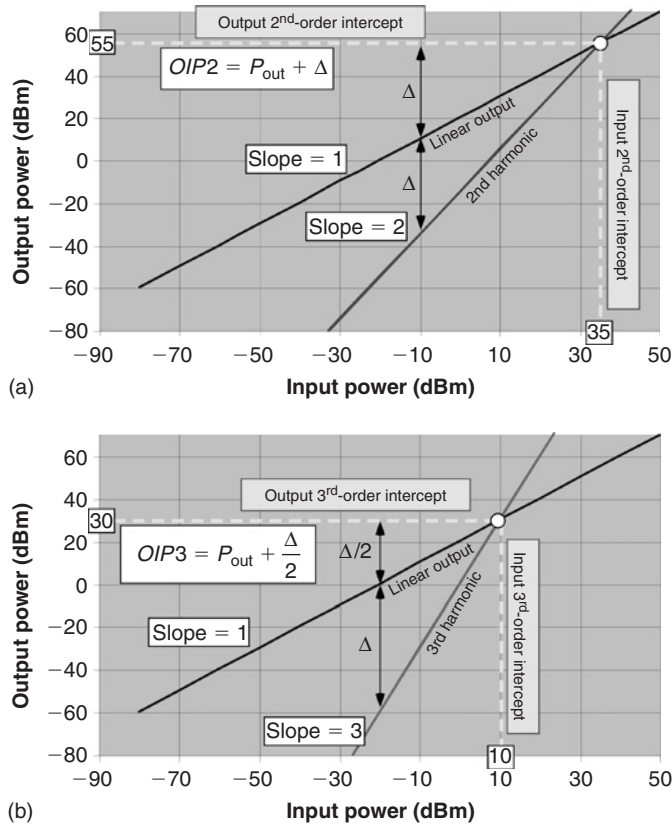 Output 2nd-order intercept
60
55
OIP2 = Pout + Δ
40
Δ
20
Linear output
0
Slope = 1
Δ
2nd harmonic
Input 2nd-order intercept
−20
Slope = 2
−40
−60
−80
35
−90 −70 −50 −30 −10 10 30 50
Output power (dBm)
Input power (dBm)
(a)
60
Output 3rd-order intercept
40
30
OIP3 = Pout + Δ/2
20
Δ/2
Linear output
0
Slope = 1
Δ
3rd harmonic
Input 3rd-order intercept
−20
−40
−60
Slope = 3
−80
10
−90 −70 −50 −30 −10 10 30 50
Output power (dBm)
Input power (dBm)
(b)